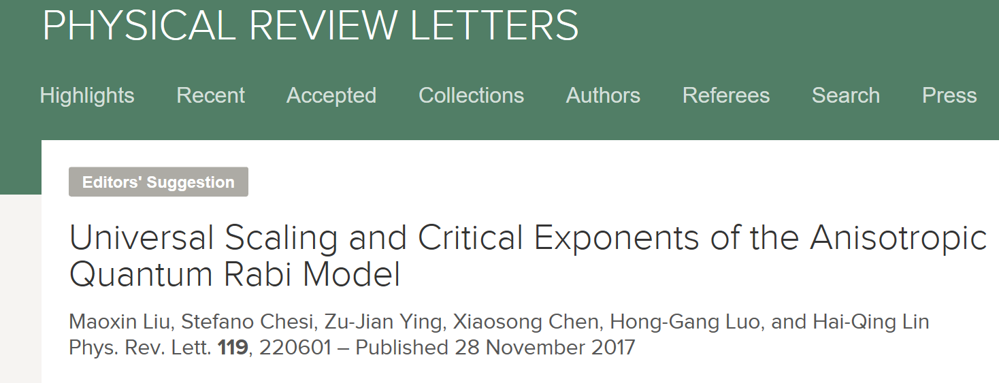 PHYSICAL REVIEW LETTERS
Highlights Recent Accepted Collections Authors Referees Search Press
Editors' Suggestion
Universal Scaling and Critical Exponents of the Anisotropic
Quantum Rabi Model
Maoxin Liu, Stefano Chesi, Zu-Jian Ying, Xiaosong Chen, Hong-Gang Luo, and Hai-Qing Lin
Phys. Rev. Lett. 119, 220601 – Published 28 November 2017